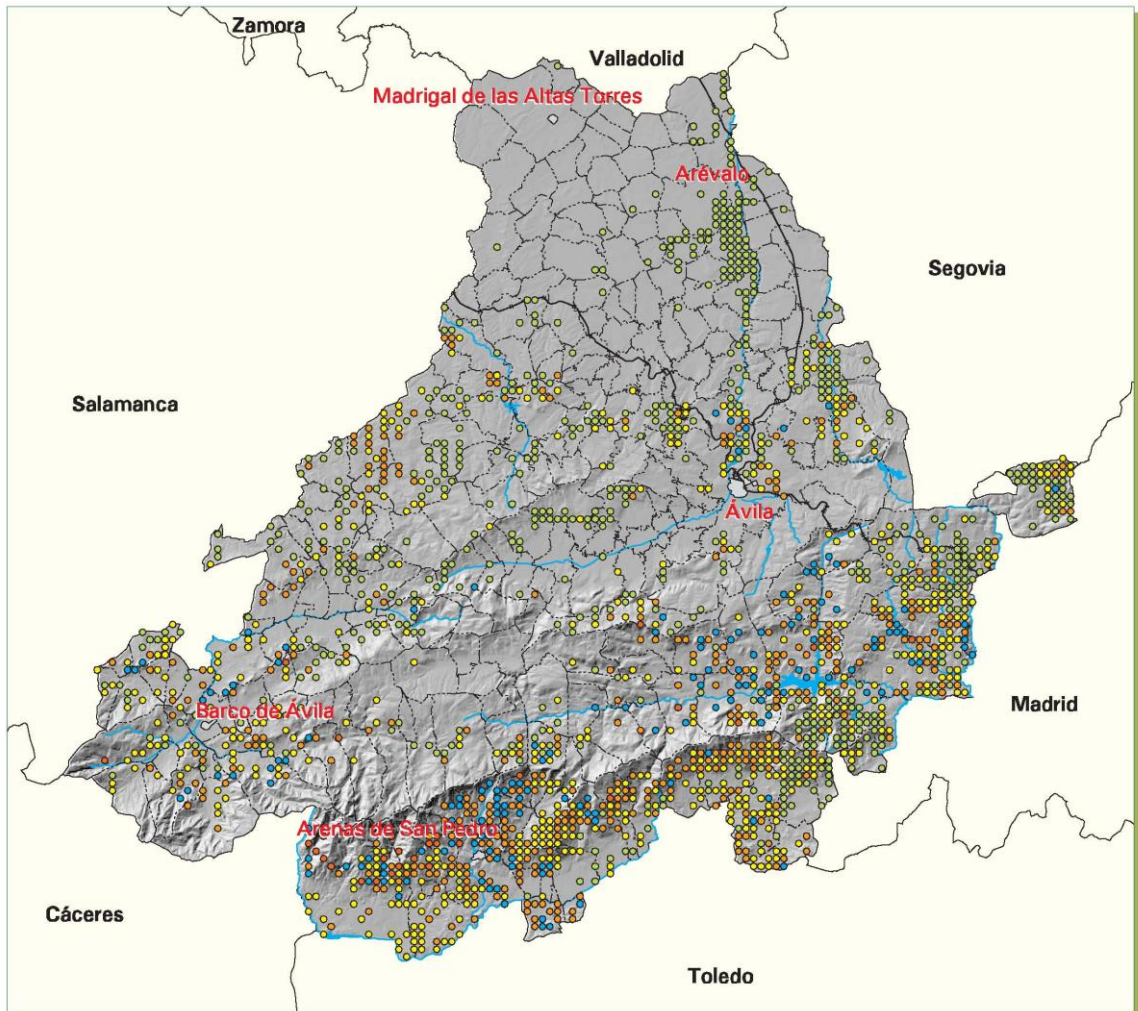 Zamora
Valladolid
Madrigal de las Altas Torres
Arévalo
Segovia
Salamanca
Ávila
Madrid
Barco de Ávila
Arenas de San Pedro
Cáceres
Toledo